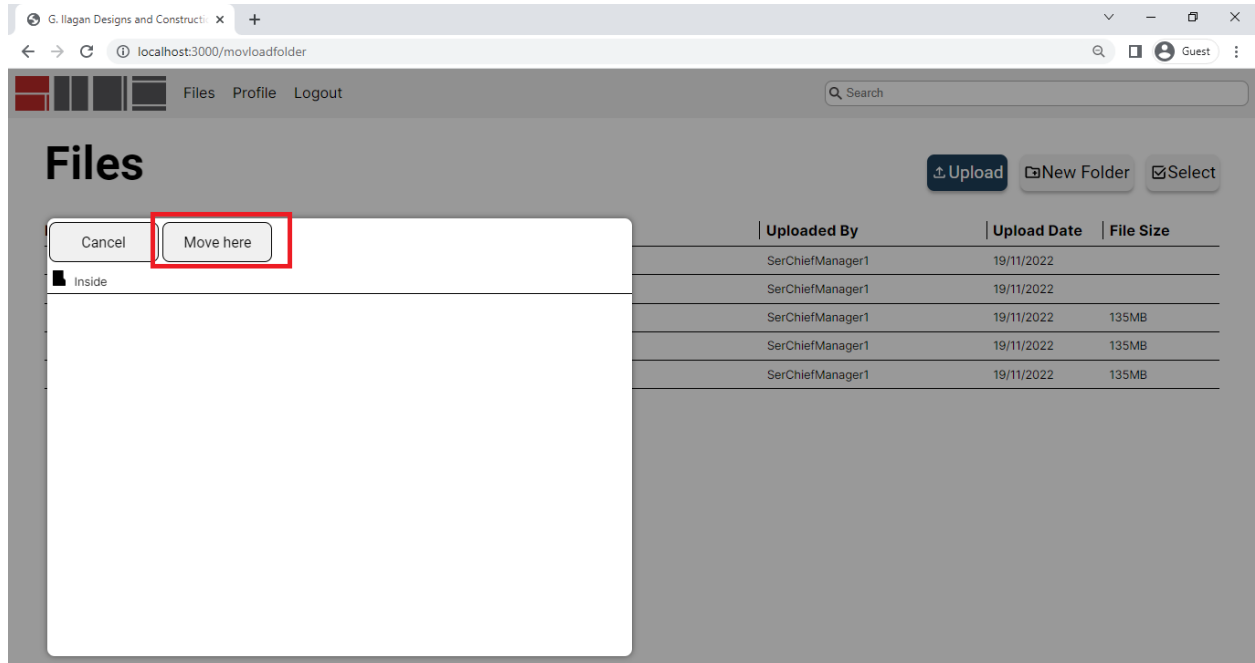 G. Ilagan Designs and Constructi
localhost:3000/movloadfolder
Guest
Files Profile Logout
Search
Files
Upload New Folder Select
Cancel Move here
Uploaded By Upload Date File Size
Inside
SerChiefManager1 19/11/2022
SerChiefManager1 19/11/2022
SerChiefManager1 19/11/2022 135MB
SerChiefManager1 19/11/2022 135MB
SerChiefManager1 19/11/2022 135MB